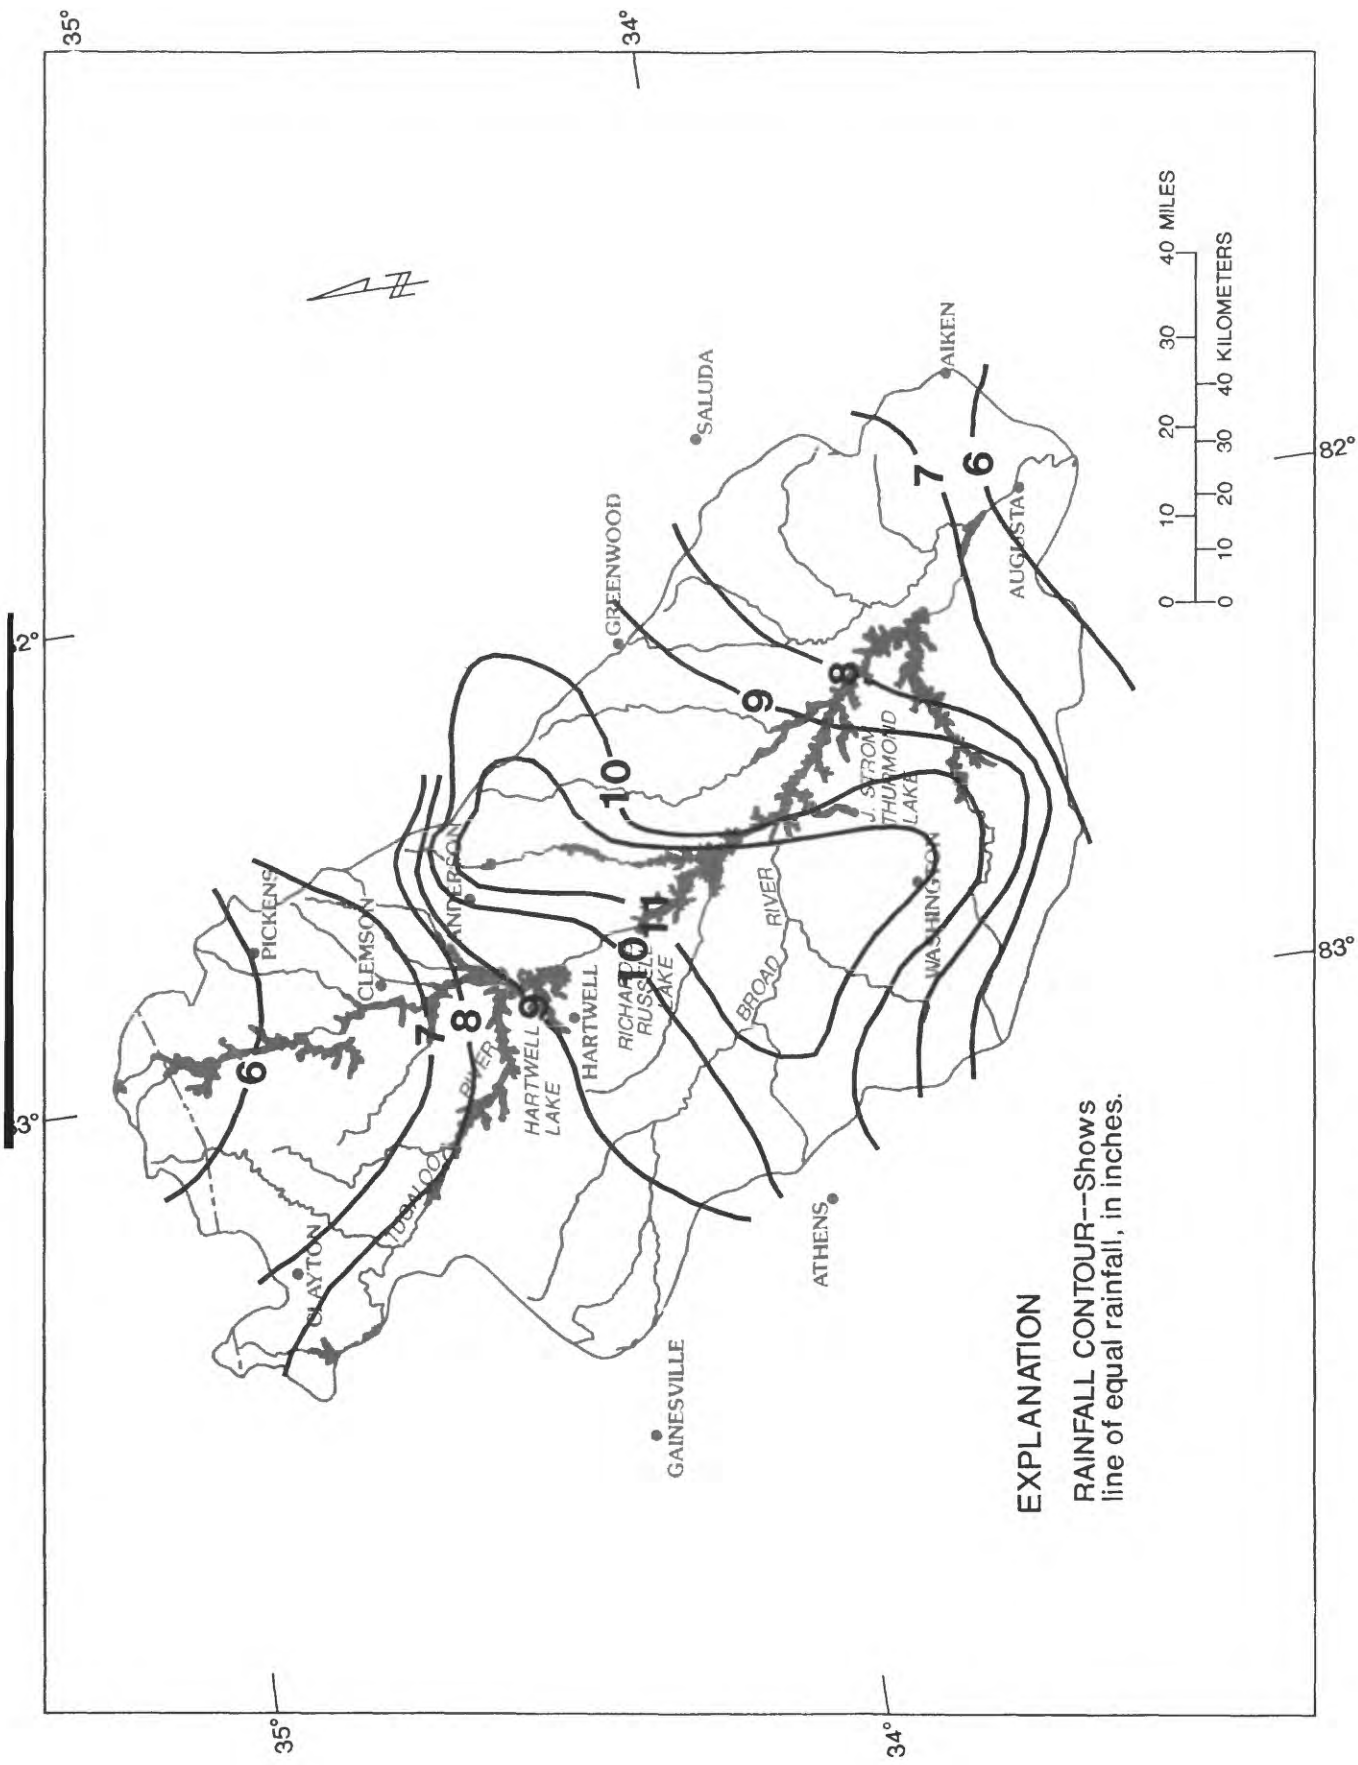 35°
34°
2°
3°
PICKENS
CLEMSON
ANDERSON
GREENWOOD
SALUDA
AIKEN
AUGUSTA
CLAYTON
TUGALOO
RIVER
HARTWELL
LAKE
HARTWELL
RICHARD
RUSSELL
LAKE
BROAD
RIVER
J. STROM
THURMOND
LAKE
WASHINGTON
ATHENS
GAINESVILLE
6
7
8
9
10
11
10
9
8
7
6
0 10 20 30 40 MILES
0 10 20 30 40 KILOMETERS
82°
83°
35°
34°
EXPLANATION
RAINFALL CONTOUR--Shows
line of equal rainfall, in inches.
N